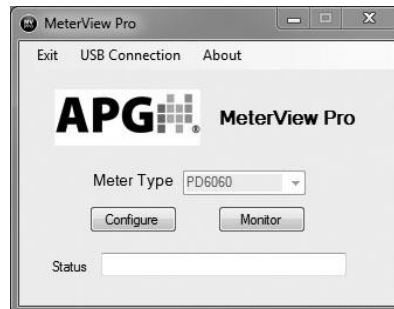 MeterView Pro
Exit USB Connection About
APG ®
MeterView Pro
Meter Type PD6060
Configure Monitor
Status